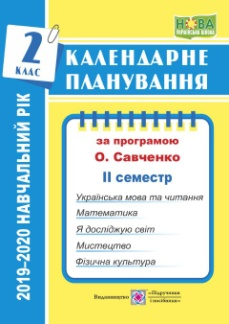 НОВА
УКРАЇНСЬКА ШКОЛА
2
КЛАС
КАЛЕНДАРНЕ
ПЛАНУВАННЯ
2019-2020 НАВЧАЛЬНИЙ РІК
за програмою
О. Савченко
ІІ семестр
Українська мова та читання
Математика
Я досліджую світ
Мистецтво
Фізична культура
Видавництво
«Підручники
і посібники»